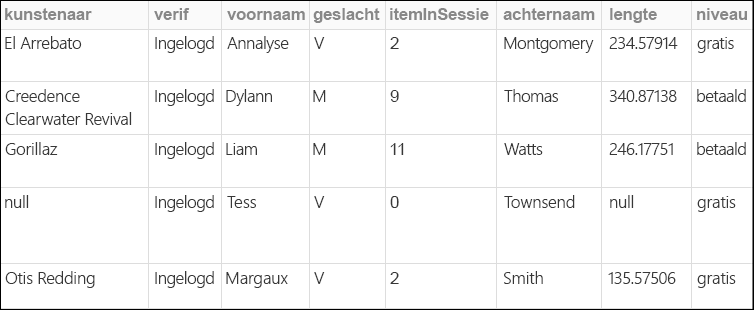 kunstenaar verif voornaam geslacht itemInSessie achternaam lengte niveau
El Arrebato Ingelogd Annalyse V 2 Montgomery 234.57914 gratis
Creedence Ingelogd Dylann M 9 Thomas 340.87138 betaald
Clearwater Revival
Gorillaz Ingelogd Liam M 11 Watts 246.17751 betaald
null Ingelogd Tess V 0 Townsend null gratis
Otis Redding Ingelogd Margaux V 2 Smith 135.57506 gratis